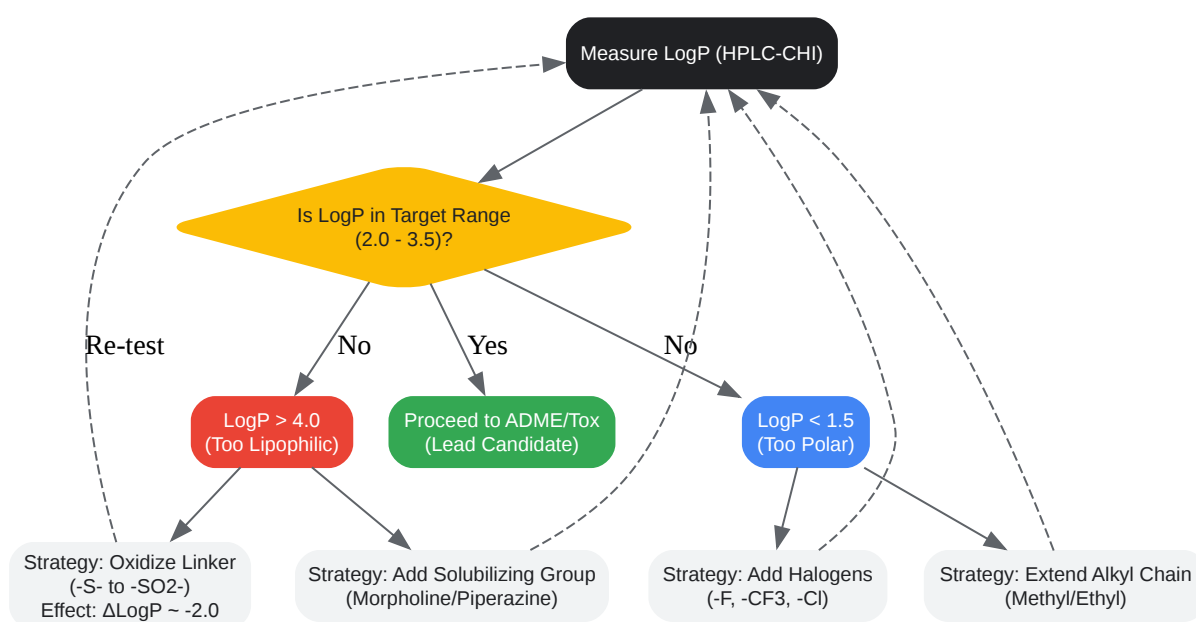 Measure LogP (HPLC-CHI)
Is LogP in Target Range
(2.0 - 3.5)?
Re-test
No
Yes
No
LogP > 4.0
(Too Lipophilic)
Proceed to ADME/Tox
(Lead Candidate)
LogP < 1.5
(Too Polar)
Strategy: Oxidize Linker
(-S- to -SO2-)
Effect: ΔLogP ~ -2.0
Strategy: Add Solubilizing Group
(Morpholine/Piperazine)
Strategy: Add Halogens
(-F, -CF3, -Cl)
Strategy: Extend Alkyl Chain
(Methyl/Ethyl)